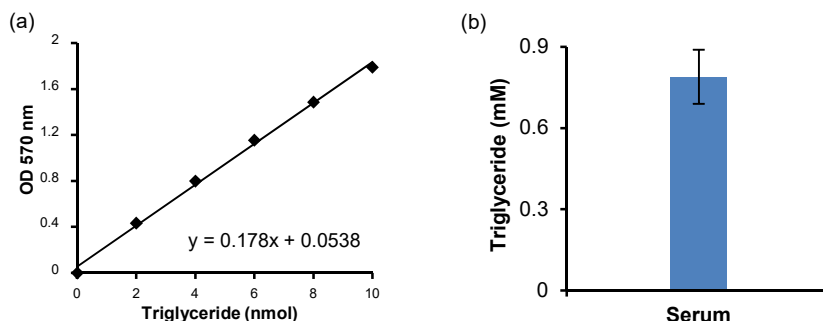 (a)
2
1.6
1.2
0.8
0.4
0
OD 570 nm
y = 0.178x + 0.0538
0 2 4 6 8 10
Triglyceride (nmol)
(b)
0.9
0.6
0.3
0
Triglyceride (mM)
Serum